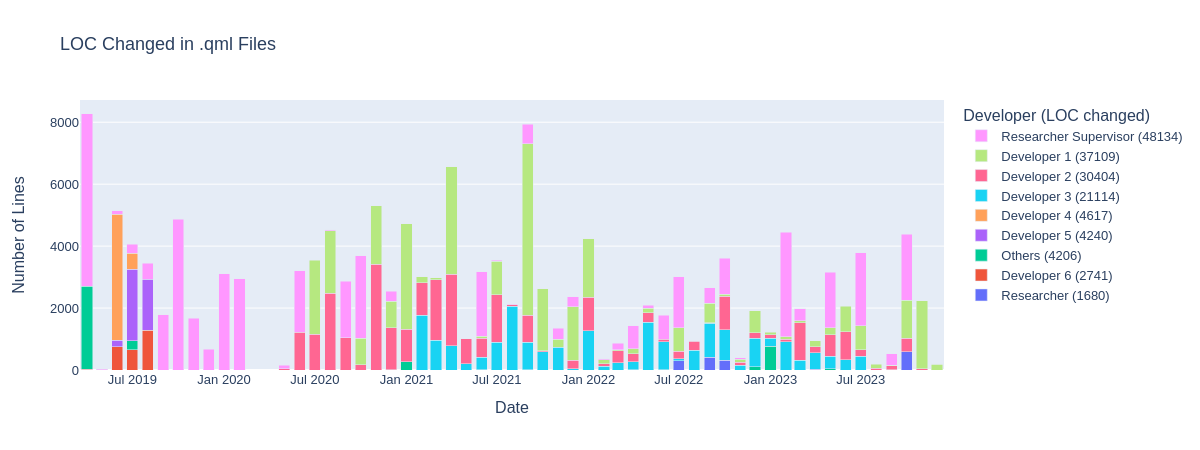 LOC Changed in .qml Files
Number of Lines
8000
6000
4000
2000
0
Jul 2019
Jan 2020
Jul 2020
Jan 2021
Jul 2021
Jan 2022
Jul 2022
Jan 2023
Jul 2023
Date
Developer (LOC changed)
Researcher Supervisor (48134)
Developer 1 (37109)
Developer 2 (30404)
Developer 3 (21114)
Developer 4 (4617)
Developer 5 (4240)
Others (4206)
Developer 6 (2741)
Researcher (1680)